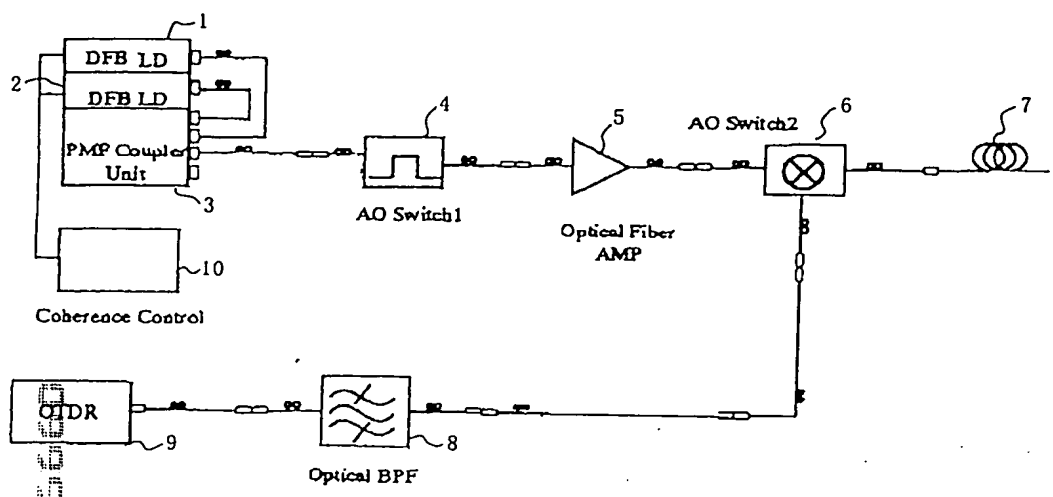 1
DFB LD
2
DFB LD
PMP Coupler
Unit
3
4
AO Switch1
5
Optical Fiber
AMP
AO Switch2
6
7
10
Coherence Control
OTDR
9
8
Optical BPF